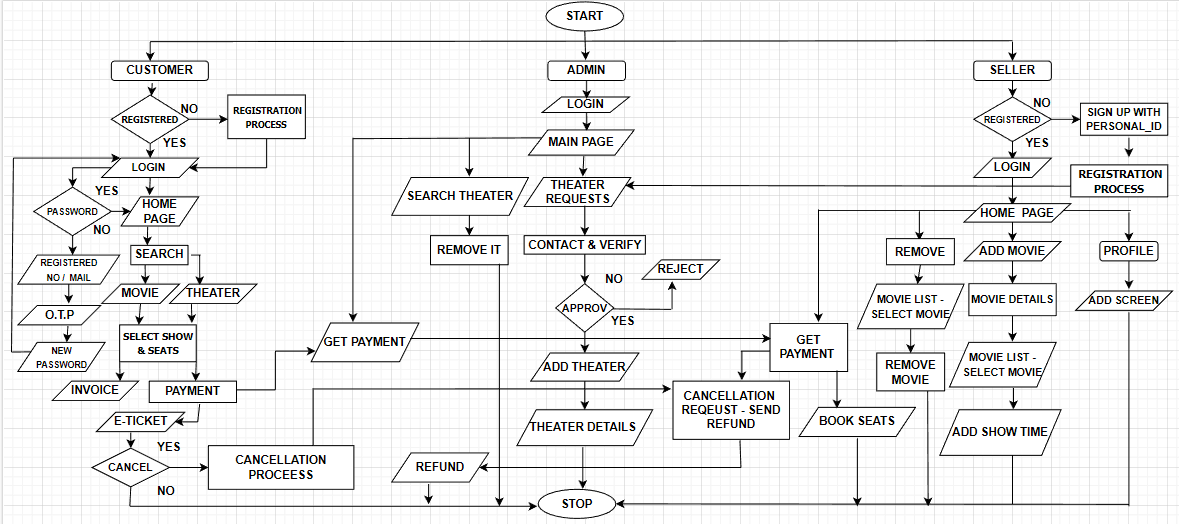 START
CUSTOMER
ADMIN
SELLER
REGISTERED
NO
YES
REGISTRATION
PROCESS
LOGIN
PASSWORD
YES
NO
HOME
PAGE
REGISTERED
NO / MAIL
O.T.P
NEW
PASSWORD
SEARCH
MOVIE
THEATER
SELECT SHOW
& SEATS
INVOICE
PAYMENT
E-TICKET
CANCEL
YES
NO
CANCELLATION
PROCEESS
LOGIN
MAIN PAGE
SEARCH THEATER
REMOVE IT
THEATER
REQUESTS
CONTACT & VERIFY
APPROV
NO
YES
REJECT
GET PAYMENT
ADD THEATER
THEATER DETAILS
REFUND
CANCELLATION
REQEUST - SEND
REFUND
STOP
REGISTERED
NO
YES
SIGN UP WITH
PERSONAL_ID
REGISTRATION
PROCESS
LOGIN
HOME PAGE
GET
PAYMENT
BOOK SEATS
REMOVE
MOVIE LIST -
SELECT MOVIE
REMOVE
MOVIE
ADD MOVIE
MOVIE DETAILS
MOVIE LIST -
SELECT MOVIE
ADD SHOW TIME
PROFILE
ADD SCREEN